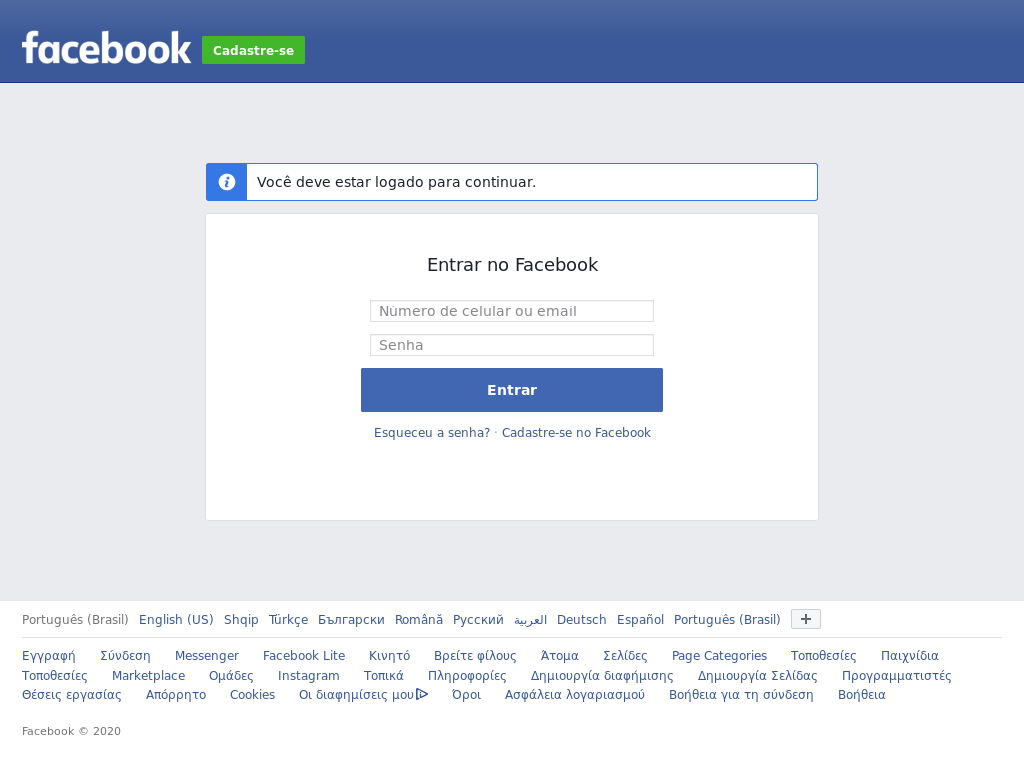 facebook Cadastre-se
Você deve estar logado para continuar.
Entrar no Facebook
Número de celular ou email
Senha
Entrar
Esqueceu a senha? · Cadastre-se no Facebook
Português (Brasil) English (US) Shqip Türkçe Български Română Русский العربية Deutsch Español Português (Brasil)
Εγγραφή Σύνδεση Messenger Facebook Lite Κινητό Βρείτε φίλους Άτομα Σελίδες Page Categories Τοποθεσίες Παιχνίδια
Τοποθεσίες Marketplace Ομάδες Instagram Τοπικά Πληροφορίες Δημιουργία διαφήμισης Δημιουργία Σελίδας Προγραμματιστές
Θέσεις εργασίας Απόρρητο Cookies Οι διαφημίσεις μου Όροι Ασφάλεια λογαριασμού Βοήθεια για τη σύνδεση Βοήθεια
Facebook © 2020